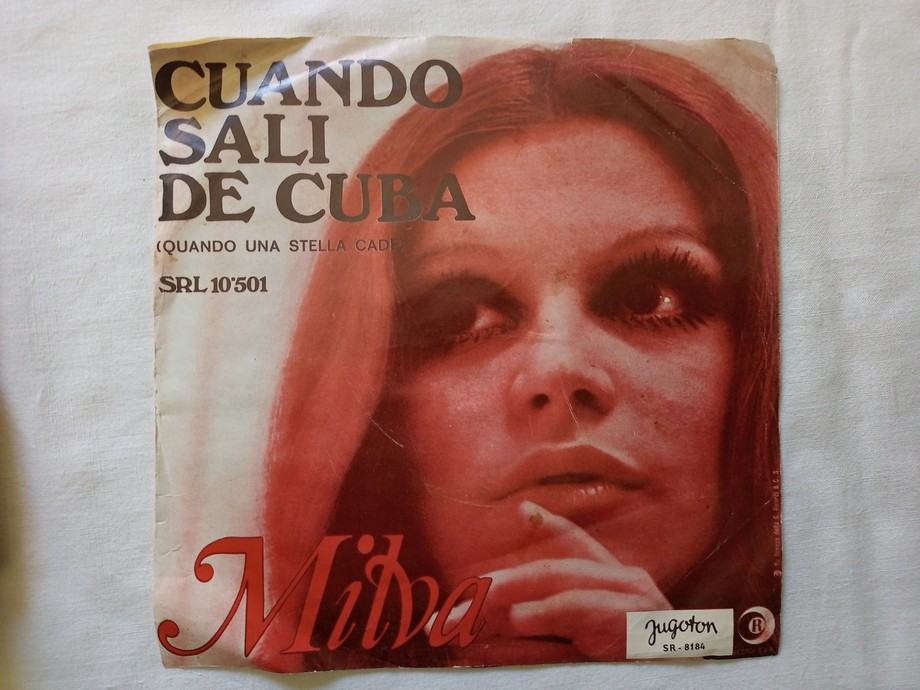 CUANDO
SALI
DE CUBA
(QUANDO UNA STELLA CADE
SRL 10'501
Milva
Jugoton
SR - 8184
R